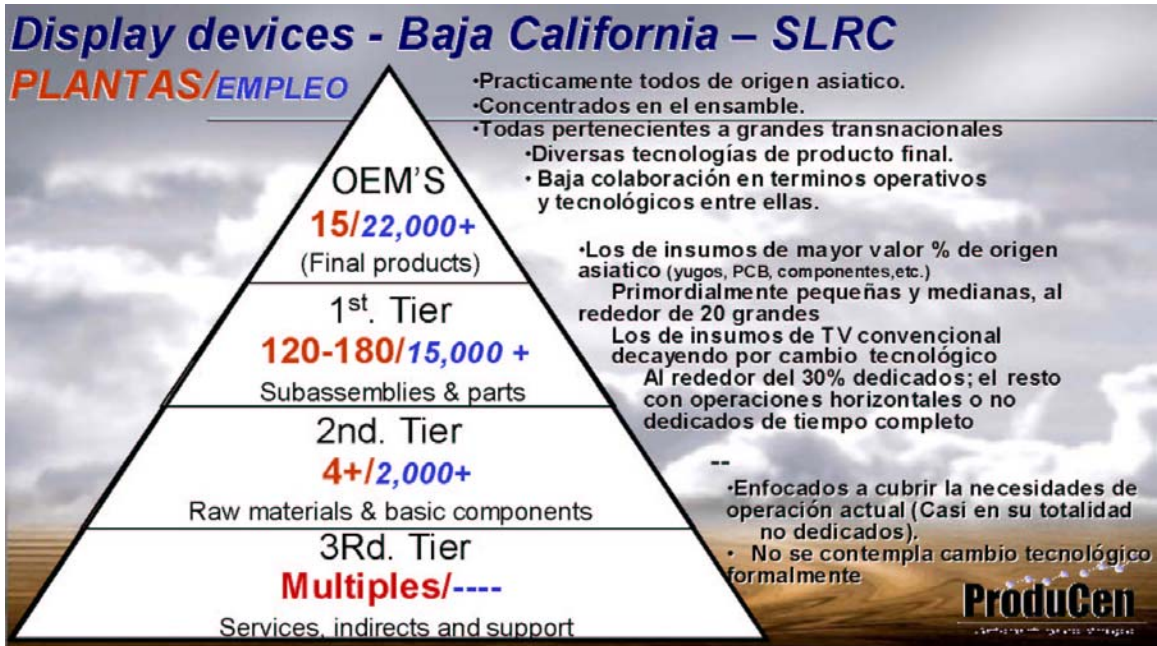 Display devices - Baja California – SLRC
PLANTAS/EMPLEO
OEM'S
15/22,000+
(Final products)
1st. Tier
120-180/15,000 +
Subassemblies & parts
2nd. Tier
4+/2,000+
Raw materials & basic components
3Rd. Tier
Multiples/----
Services, indirects and support
•Practicamente todos de origen asiatico.
•Concentrados en el ensamble.
•Todas pertenecientes a grandes transnacionales
•Diversas tecnologías de producto final.
• Baja colaboración en terminos operativos
y tecnológicos entre ellas.
•Los de insumos de mayor valor % de origen
asiatico (yugos, PCB, componentes,etc.)
Primordialmente pequeñas y medianas, al
rededor de 20 grandes
Los de insumos de TV convencional
decayendo por cambio tecnológico
Al rededor del 30% dedicados; el resto
con operaciones horizontales o no
dedicados de tiempo completo
--
•Enfocados a cubrir la necesidades de
operación actual (Casi en su totalidad
no dedicados).
• No se contempla cambio tecnológico
formalmente
ProduCen